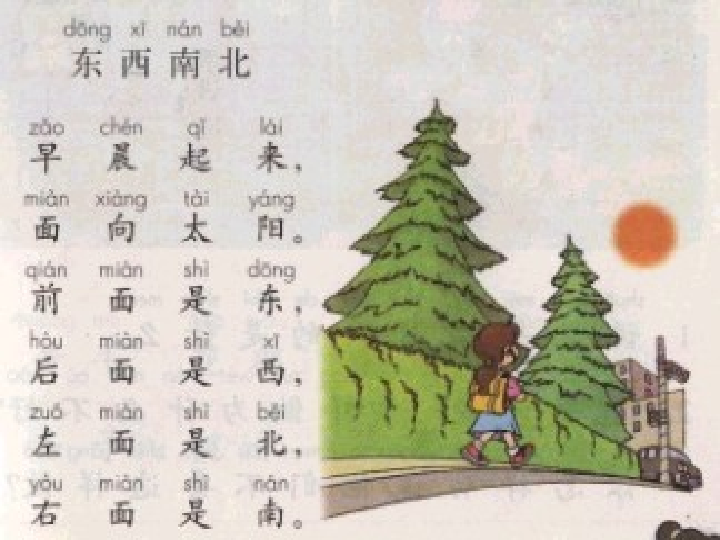 dōng xī nán běi
东西南北
zǎo chén qǐ lái
早晨起来，
miàn xiàng tài yáng
面向太阳。
qián miàn shì dōng
前面是东，
hòu miàn shì xī
后面是西，
zuǒ miàn shì běi
左面是北，
yòu miàn shì nán
右面是南。